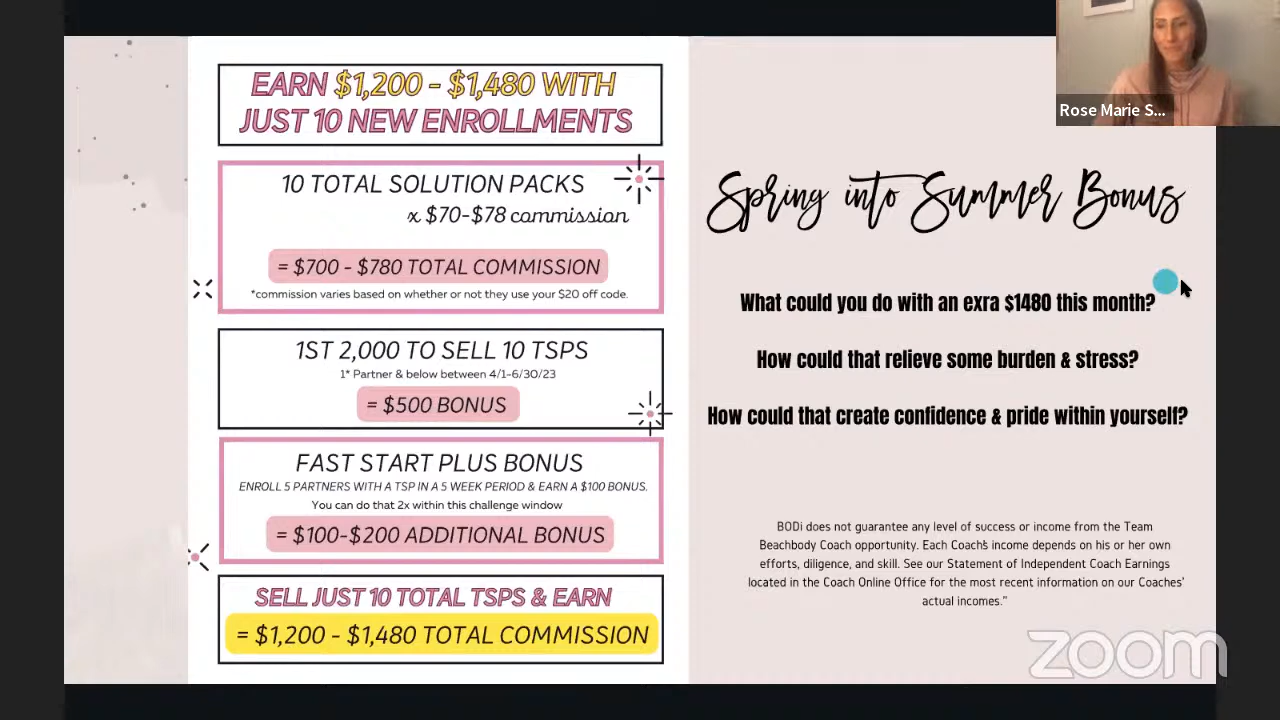 EARN $1,200 - $1,480 WITH
JUST 10 NEW ENROLLMENTS
10 TOTAL SOLUTION PACKS
x $70-$78 commission
= $700 - $780 TOTAL COMMISSION
*commission varies based on whether or not they use your $20 off code.
1ST 2,000 TO SELL 10 TSPS
1* Partner & below between 4/1-6/30/23
= $500 BONUS
FAST START PLUS BONUS
ENROLL 5 PARTNERS WITH A TSP IN A 5 WEEK PERIOD & EARN A $100 BONUS.
You can do that 2x within this challenge window
= $100-$200 ADDITIONAL BONUS
SELL JUST 10 TOTAL TSPS & EARN
= $1,200 - $1,480 TOTAL COMMISSION
Rose Marie S...
Spring into Summer Bonus
What could you do with an exra $1480 this month?
How could that relieve some burden & stress?
How could that create confidence & pride within yourself?
BODi does not guarantee any level of success or income from the Team
Beachbody Coach opportunity. Each Coach's income depends on his or her own
efforts, diligence, and skill. See our Statement of Independent Coach Earnings
located in the Coach Online Office for the most recent information on our Coaches'
actual incomes."
zoom